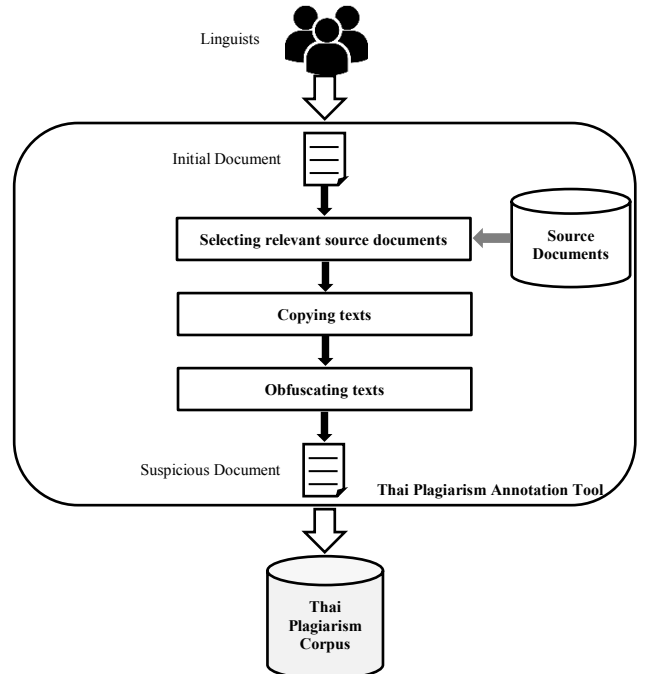 Linguists
Initial Document
Selecting relevant source documents
Source
Documents
Copying texts
Obfuscating texts
Suspicious Document
Thai Plagiarism Annotation Tool
Thai
Plagiarism
Corpus